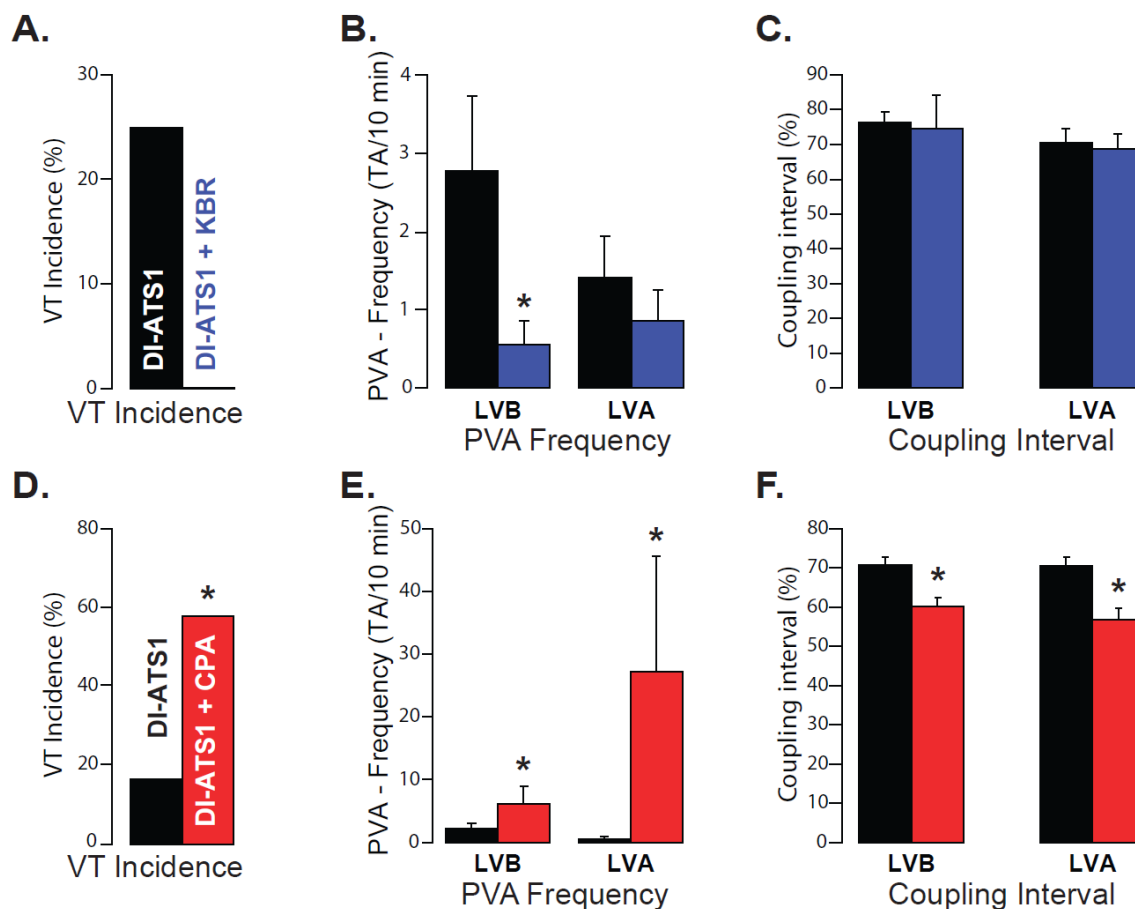 A.
VT Incidence (%)
30
20
10
0
DI-ATS1
DI-ATS1 + KBR
VT Incidence
B.
PVA - Frequency (TA/10 min)
4
3
2
1
0
*
LVB
LVA
PVA Frequency
C.
Coupling interval (%)
90
80
70
60
50
40
30
20
10
0
LVB
LVA
Coupling Interval
D.
VT Incidence (%)
80
60
40
20
0
DI-ATS1
*
DI-ATS1 + CPA
VT Incidence
E.
PVA - Frequency (TA/10 min)
50
40
30
20
10
0
*
*
LVB
LVA
PVA Frequency
F.
Coupling interval (%)
80
70
60
50
40
30
20
10
0
*
*
LVB
LVA
Coupling Interval